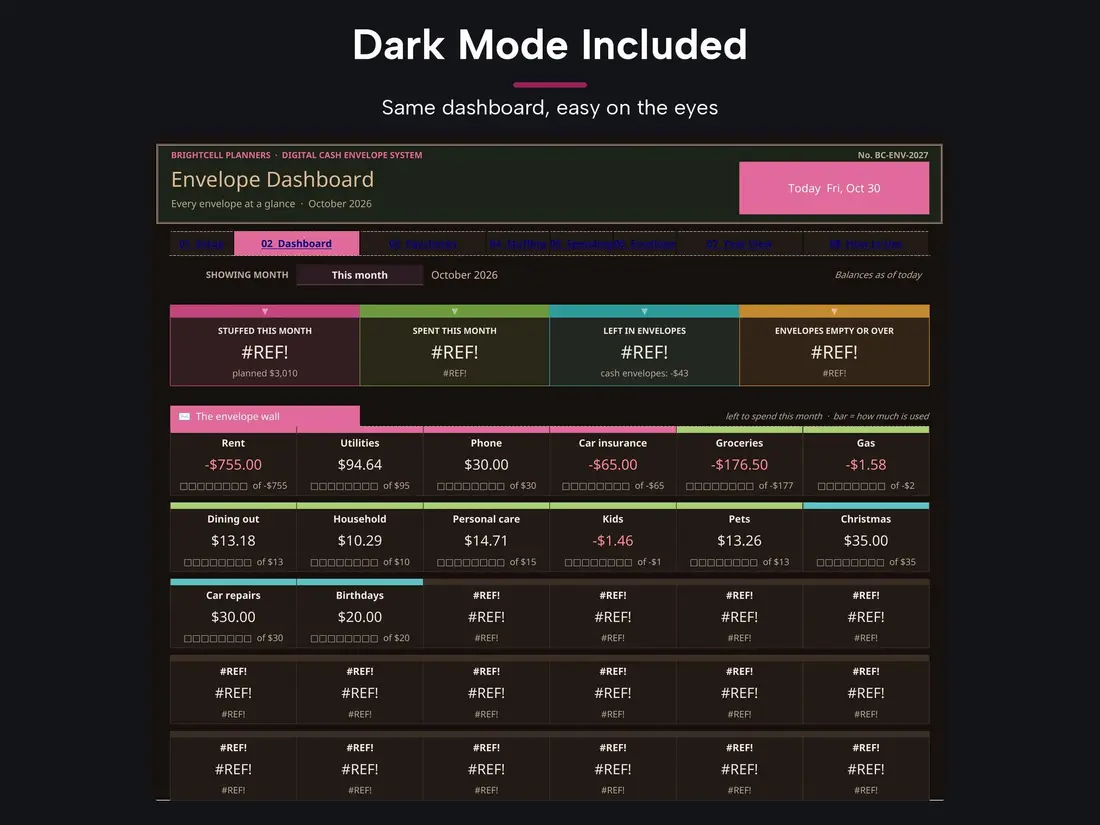 Dark Mode Included
Same dashboard, easy on the eyes
BRIGHTCELL PLANNERS · DIGITAL CASH ENVELOPE SYSTEM
No. BC-ENV-2027
Envelope Dashboard
Today Fri, Oct 30
Every envelope at a glance · October 2026
02 Dashboard
SHOWING MONTH This month October 2026 Balances as of today
▼ ▼ ▼ ▼
STUFFED THIS MONTH SPENT THIS MONTH LEFT IN ENVELOPES ENVELOPES EMPTY OR OVER
#REF! #REF! #REF! #REF!
planned $3,010 #REF! cash envelopes: -$43 #REF!
✉️ The envelope wall left to spend this month · bar = how much is used
Rent Utilities Phone Car insurance Groceries Gas
-$755.00 $94.64 $30.00 -$65.00 -$176.50 -$1.58
□□□□□□□□ of -$755 □□□□□□□□ of $95 □□□□□□□□ of $30 □□□□□□□□ of -$65 □□□□□□□□ of -$177 □□□□□□□□ of -$2
Dining out Household Personal care Kids Pets Christmas
$13.18 $10.29 $14.71 -$1.46 $13.26 $35.00
□□□□□□□□ of $13 □□□□□□□□ of $10 □□□□□□□□ of $15 □□□□□□□□ of -$1 □□□□□□□□ of $13 □□□□□□□□ of $35
Car repairs Birthdays #REF! #REF! #REF! #REF!
$30.00 $20.00 #REF! #REF! #REF! #REF!
□□□□□□□□ of $30 □□□□□□□□ of $20 #REF! #REF! #REF! #REF!
#REF! #REF! #REF! #REF! #REF! #REF!
#REF! #REF! #REF! #REF! #REF! #REF!
#REF! #REF! #REF! #REF! #REF! #REF!
#REF! #REF! #REF! #REF! #REF! #REF!
#REF! #REF! #REF! #REF! #REF! #REF!
#REF! #REF! #REF! #REF! #REF! #REF!